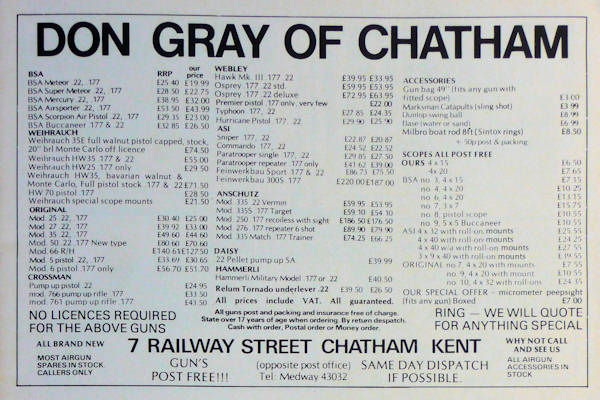 DON GRAY OF CHATHAM
BSA RRP our price
BSA Meteor .22, 177 £25.40 £19.99
BSA Super Meteor 22, 177 £28.50 £22.75
BSA Mercury 22, 177 £38.95 £32.00
BSA Airsporter 22, 177 £51.50 £43.99
BSA Scorpion Air Pistol 22, 177 £29.35 £23.00
BSA Buccaneer 177 & 22 £32.85 £26.50
WEIHRAUCH
Weihrauch 35E full walnut pistol capped, stock,
20" brl Monte Carlo off licence £74.50
Weihrauch HW35 177 & 22 £55.00
Weihrauch HW25 177 only £29.50
Weihrauch HW35, bavarian walnut &
Monte Carlo, Full pistol stock 177 & 22 £71.50
HW 70 pistol 177 £28.50
Weihrauch special scope mounts £21.50
ORIGINAL
Mod. 25 22, 177 £30.40 £25.00
Mod. 27 22, 177 £39.92 £33.00
Mod. 35 22, 177 £49.60 £44.60
Mod. 50. 22, 177 New type £80.60 £70.60
Mod. 66 R/H £140.61 £127.50
Mod. 5 pistol 22, 177 £33.69 £30.65
Mod. 6 pistol .177 only £56.70 £51.70
CROSSMAN
Pump up pistol 22 £24.95
mod. 766 pump up rifle 177 £33.50
mod. 761 pump up rifle .177 £43.50
NO LICENCES REQUIRED
FOR THE ABOVE GUNS
WEBLEY
Hawk Mk. III .177 22 £39.95 £33.95
Osprey 177 .22 std. £59.95 £53.95
Osprey 177 .22 deluxe £72.95 £63.95
Premier pistol 177 only, very few £22.00
Typhoon 177, 22 £27.85 £24.35
Hurricane Pistol 177, 22 £29.90 £25.90
ASI
Sniper 177, 22 £22.87 £20.87
Commando 177, 22 £24.52 £22.52
Paratrooper single 177, 22 £29.85 £27.50
Paratrooper repeater 177 only £41.62 £39.00
Feinwerkbau Sport 177 & 22 £86.73 £75.50
Feinwerkbau 300S 177 £220.00 £187.00
ANSCHUTZ
Mod. 335 22 Vermin £59.95 £53.95
Mod. 335S 177 Target £59.10 £54.10
Mod. 250 177 recoilless with sight £186.50 £176.50
Mod. 276 177 repeater 6 shot £89.90 £79.90
Mod. 335 Match 177 Trainer £74.25 £66.25
DAISY
22 Pellet pump up SA £39.99
HAMMERLI
Hammerli Military Model .177 or .22 £40.50
Relum Tornado underlever .22 £39.50 £26.50
All prices include VAT. All guaranteed.
All guns post packing and insurance free of charge.
State over 17 years of age when ordering. By return despatch.
Cash with order, Postal order or Money order.
ACCESSORIES
Gun bag 49" (fits any gun with
fitted scope) £3.00
Marksman Catapults (sling shot) £3.99
Dunlop swing ball £8.99
(sea or salt) £6.99
Milbro boat rod 8ft (Sintox rings) £8.50
+ 50p post & packing
SCOPES ALL POST FREE
OURS 4 x 15 £6.50
4x 20 £7.65
BSA no. 3, 4 x 15 £7.15
no. 4, 4 x 20 £10.25
no. 6, 4 x 20 £13.15
no. 7, 3 x 7 £15.75
no. 8, pistol scope £10.55
no. 9, 5 x 5 Buccaneer £10.55
ASI 4 x 32 with roll-on mounts £25.55
4 x 40 with roll-on mounts £24.25
4 x 40 w/a with roll-on mounts £27.55
3 x 9 x 40 with roll-on mounts £39.55
ORIGINAL no 7, 4 x 20 with mounts £10.55
no. 9, 4 x 20 with mount £10.55
no 10, 4 x 32 with roll-ons £24.35
OUR SPECIAL OFFER - micrometer peepsight
(fits any gun) Boxed £7.00
RING — WE WILL QUOTE
FOR ANYTHING SPECIAL
ALL BRAND NEW
MOST AIRGUN
SPARES IN STOCK.
CALLERS ONLY
7 RAILWAY STREET CHATHAM KENT
GUN'S
POST FREE!!!
(opposite post office)
Tel: Medway 43032
SAME DAY DISPATCH
IF POSSIBLE.
WHY NOT CALL
AND SEE US
ALL AIRGUN
ACCESSORIES IN
STOCK